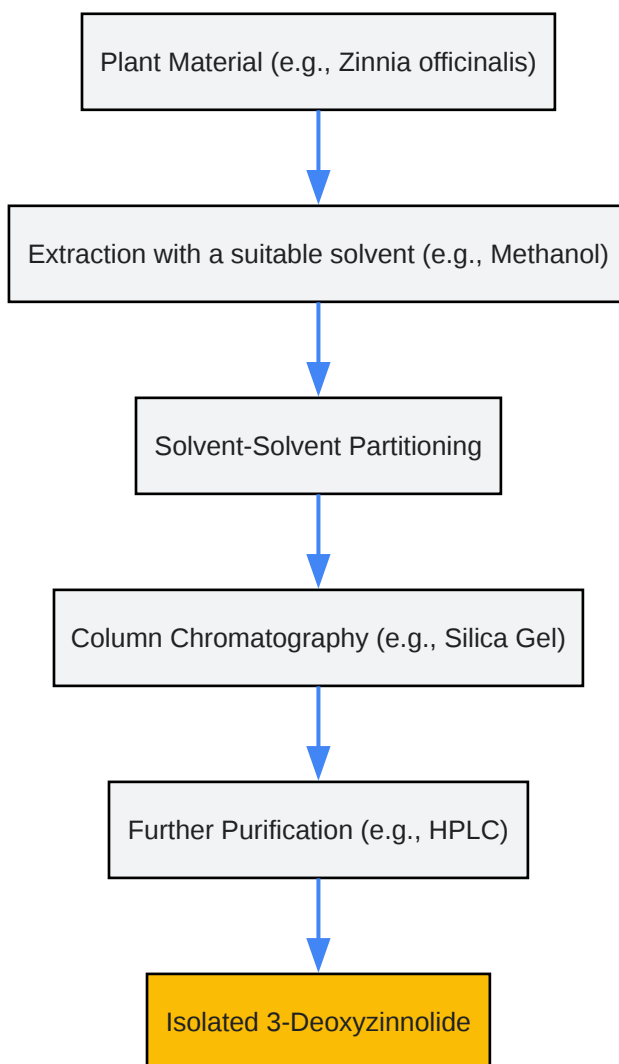 Plant Material (e.g., Zinnia officinalis)
Extraction with a suitable solvent (e.g., Methanol)
Solvent-Solvent Partitioning
Column Chromatography (e.g., Silica Gel)
Further Purification (e.g., HPLC)
Isolated 3-Deoxyzinnolide